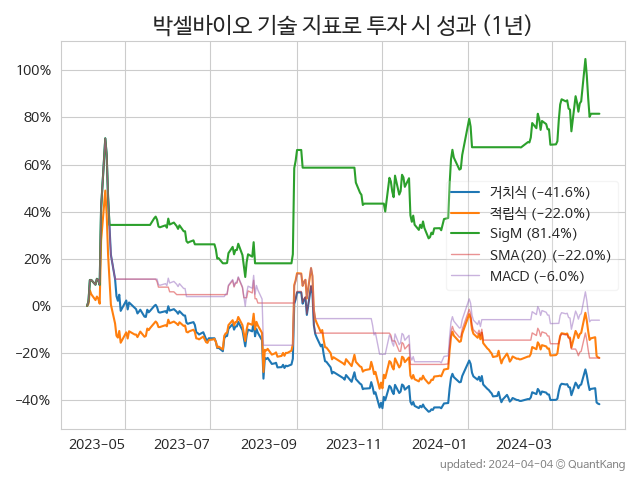 박셀바이오 기술 지표로 투자 시 성과 (1년)
100%
80%
60%
40%
20%
0%
−20%
−40%
거치식 (−41.6%)
적립식 (−22.0%)
SigM (81.4%)
SMA(20) (−22.0%)
MACD (−6.0%)
2023-05 2023-07 2023-09 2023-11 2024-01 2024-03
updated: 2024-04-04 © QuantKang